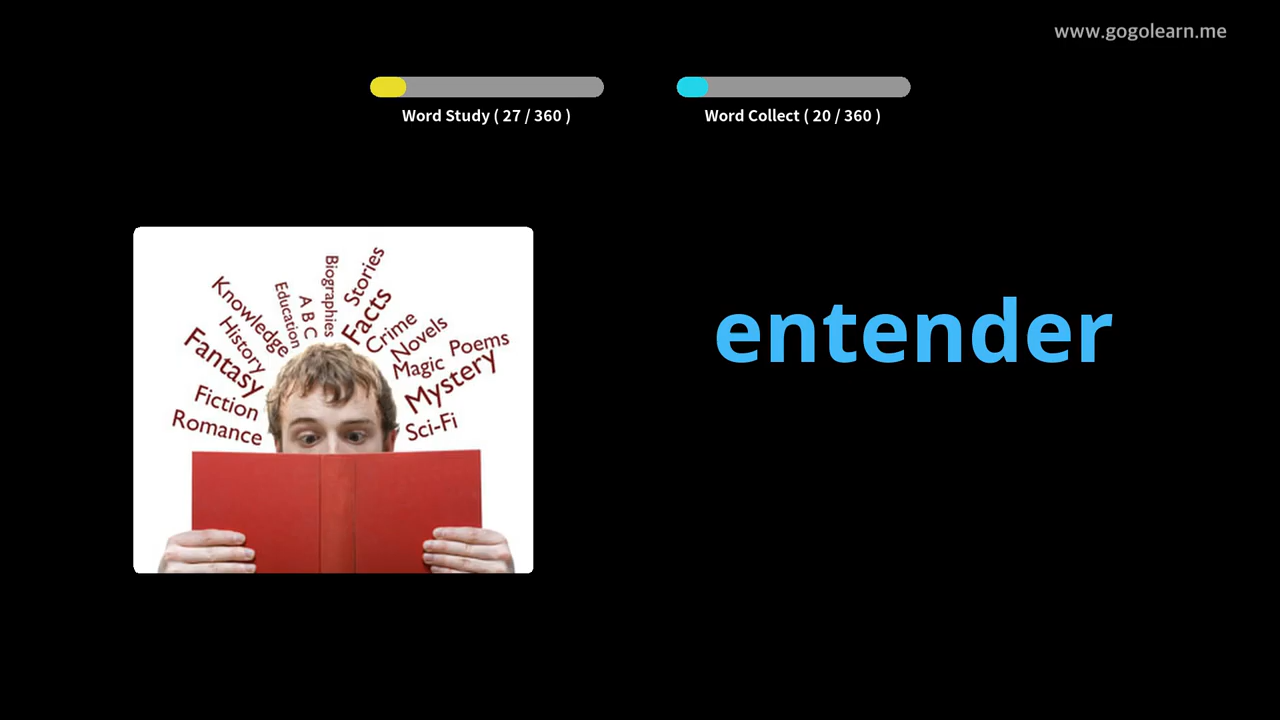 www.gogolearn.me
Word Study ( 27 / 360 )
Word Collect ( 20 / 360 )
entender
Biographies
Stories
Education
A B C
Facts
Knowledge
Crime
History
Novels
Fantasy
Magic
Poems
Mystery
Fiction
Romance
Sci-Fi